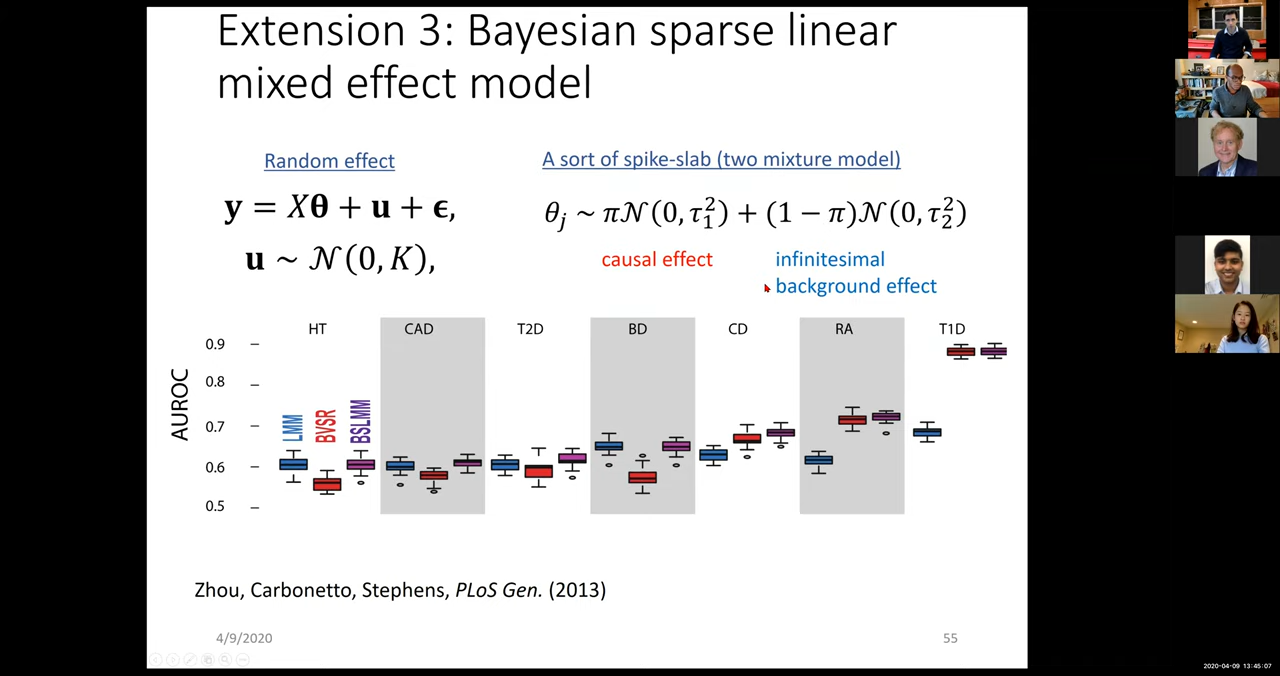 Extension 3: Bayesian sparse linear
mixed effect model
Random effect
A sort of spike-slab (two mixture model)
𝐲 = 𝑋𝛉 + 𝐮 + 𝛜,
𝐮 ~ 𝒩(0, 𝐾),
θⱼ ~ π𝒩(0, τ₁²) + (1 − π)𝒩(0, τ₂²)
causal effect
infinitesimal
background effect
HT CAD T2D BD CD RA T1D
AUROC
0.9
0.8
0.7
0.6
0.5
LMM
BVSR
BSLMM
Zhou, Carbonetto, Stephens, PLoS Gen. (2013)
4/9/2020
55
2020-04-09 13:45:07